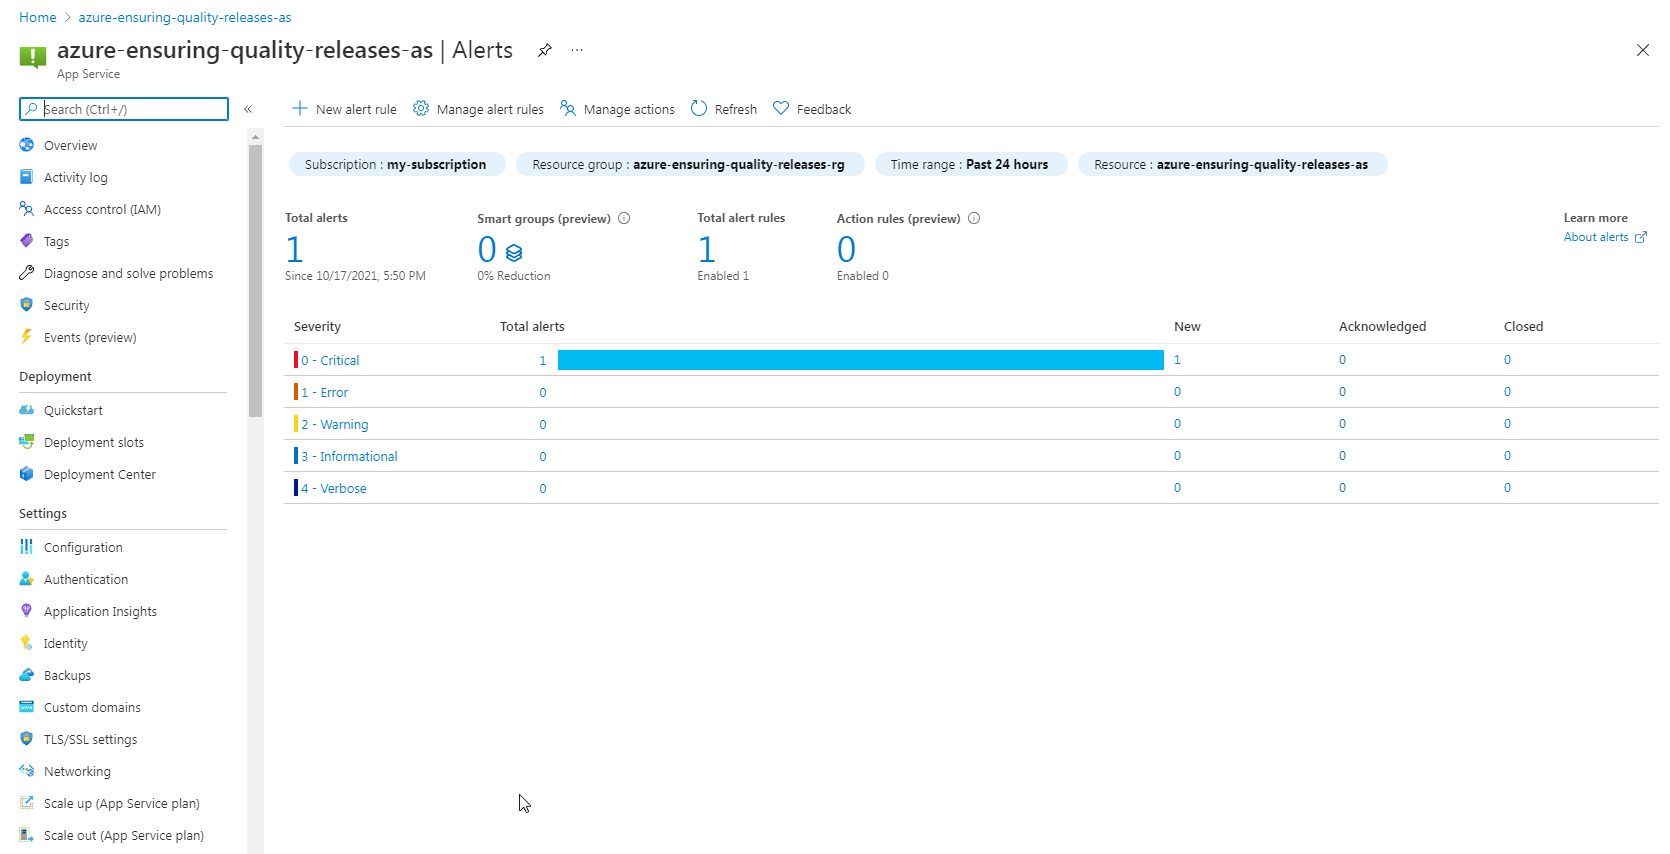 Home > azure-ensuring-quality-releases-as
azure-ensuring-quality-releases-as | Alerts
App Service
Search (Ctrl+/)
Overview
Activity log
Access control (IAM)
Tags
Diagnose and solve problems
Security
Events (preview)
Deployment
Quickstart
Deployment slots
Deployment Center
Settings
Configuration
Authentication
Application Insights
Identity
Backups
Custom domains
TLS/SSL settings
Networking
Scale up (App Service plan)
Scale out (App Service plan)
New alert rule Manage alert rules Manage actions Refresh Feedback
Subscription : my-subscription Resource group : azure-ensuring-quality-releases-rg Time range : Past 24 hours Resource : azure-ensuring-quality-releases-as
Total alerts Smart groups (preview) Total alert rules Action rules (preview)
1 0 1 0
Since 10/17/2021, 5:50 PM 0% Reduction Enabled 1 Enabled 0
Learn more
About alerts
Severity Total alerts New Acknowledged Closed
0 - Critical 1 1 0 0
1 - Error 0 0 0 0
2 - Warning 0 0 0 0
3 - Informational 0 0 0 0
4 - Verbose 0 0 0 0